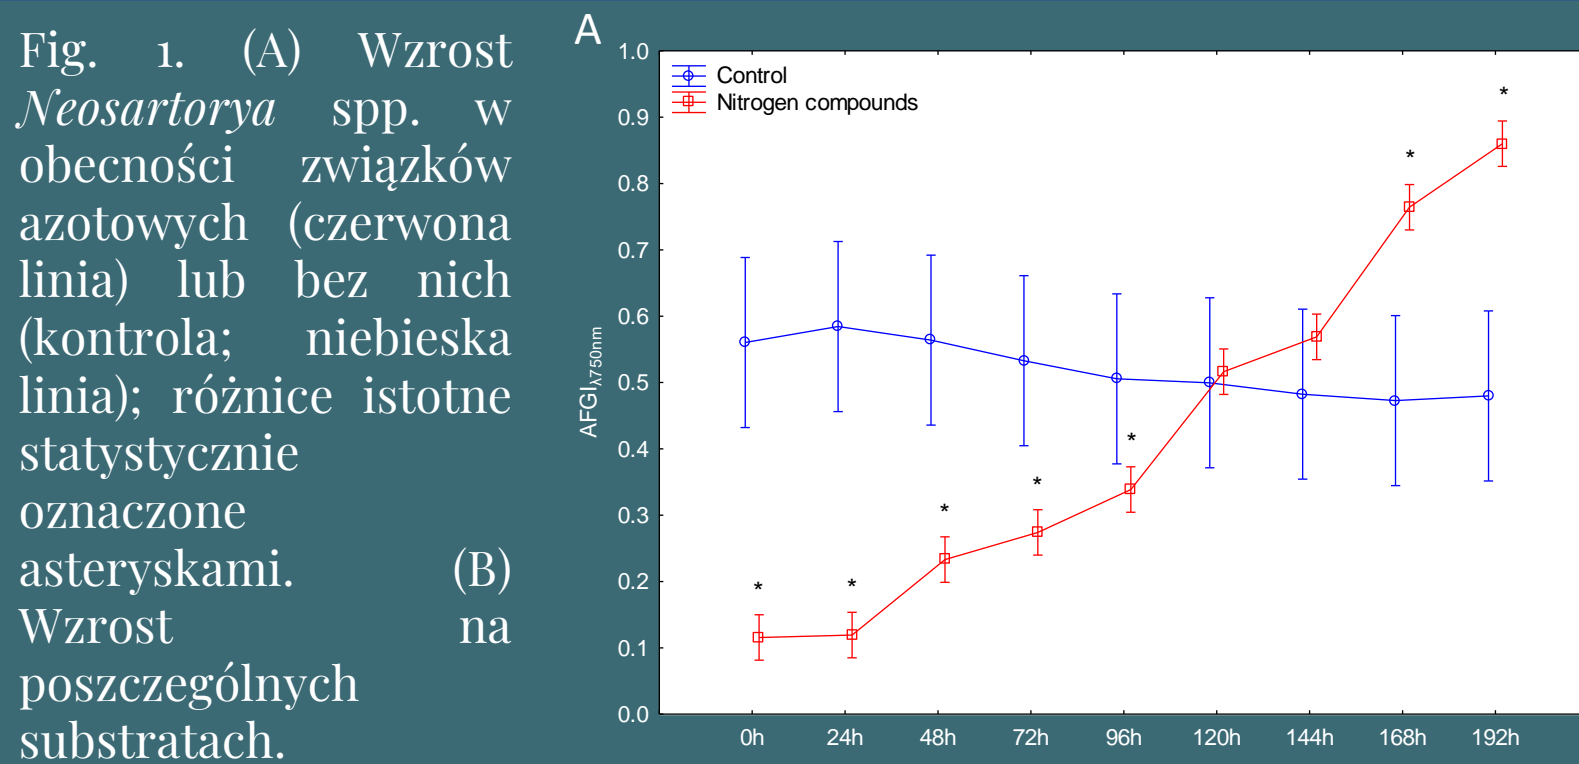 Fig. 1. (A) Wzrost
Neosartorya spp. w
obecności związków
azotowych (czerwona
linia) lub bez nich
(kontrola; niebieska
linia); różnice istotne
statystycznie
oznaczone
asteryskami. (B)
Wzrost na
poszczególnych
substratach.
A
Control
Nitrogen compounds
AFGIλ750nm
1.0
0.9
0.8
0.7
0.6
0.5
0.4
0.3
0.2
0.1
0.0
* * * * * * *
0h 24h 48h 72h 96h 120h 144h 168h 192h